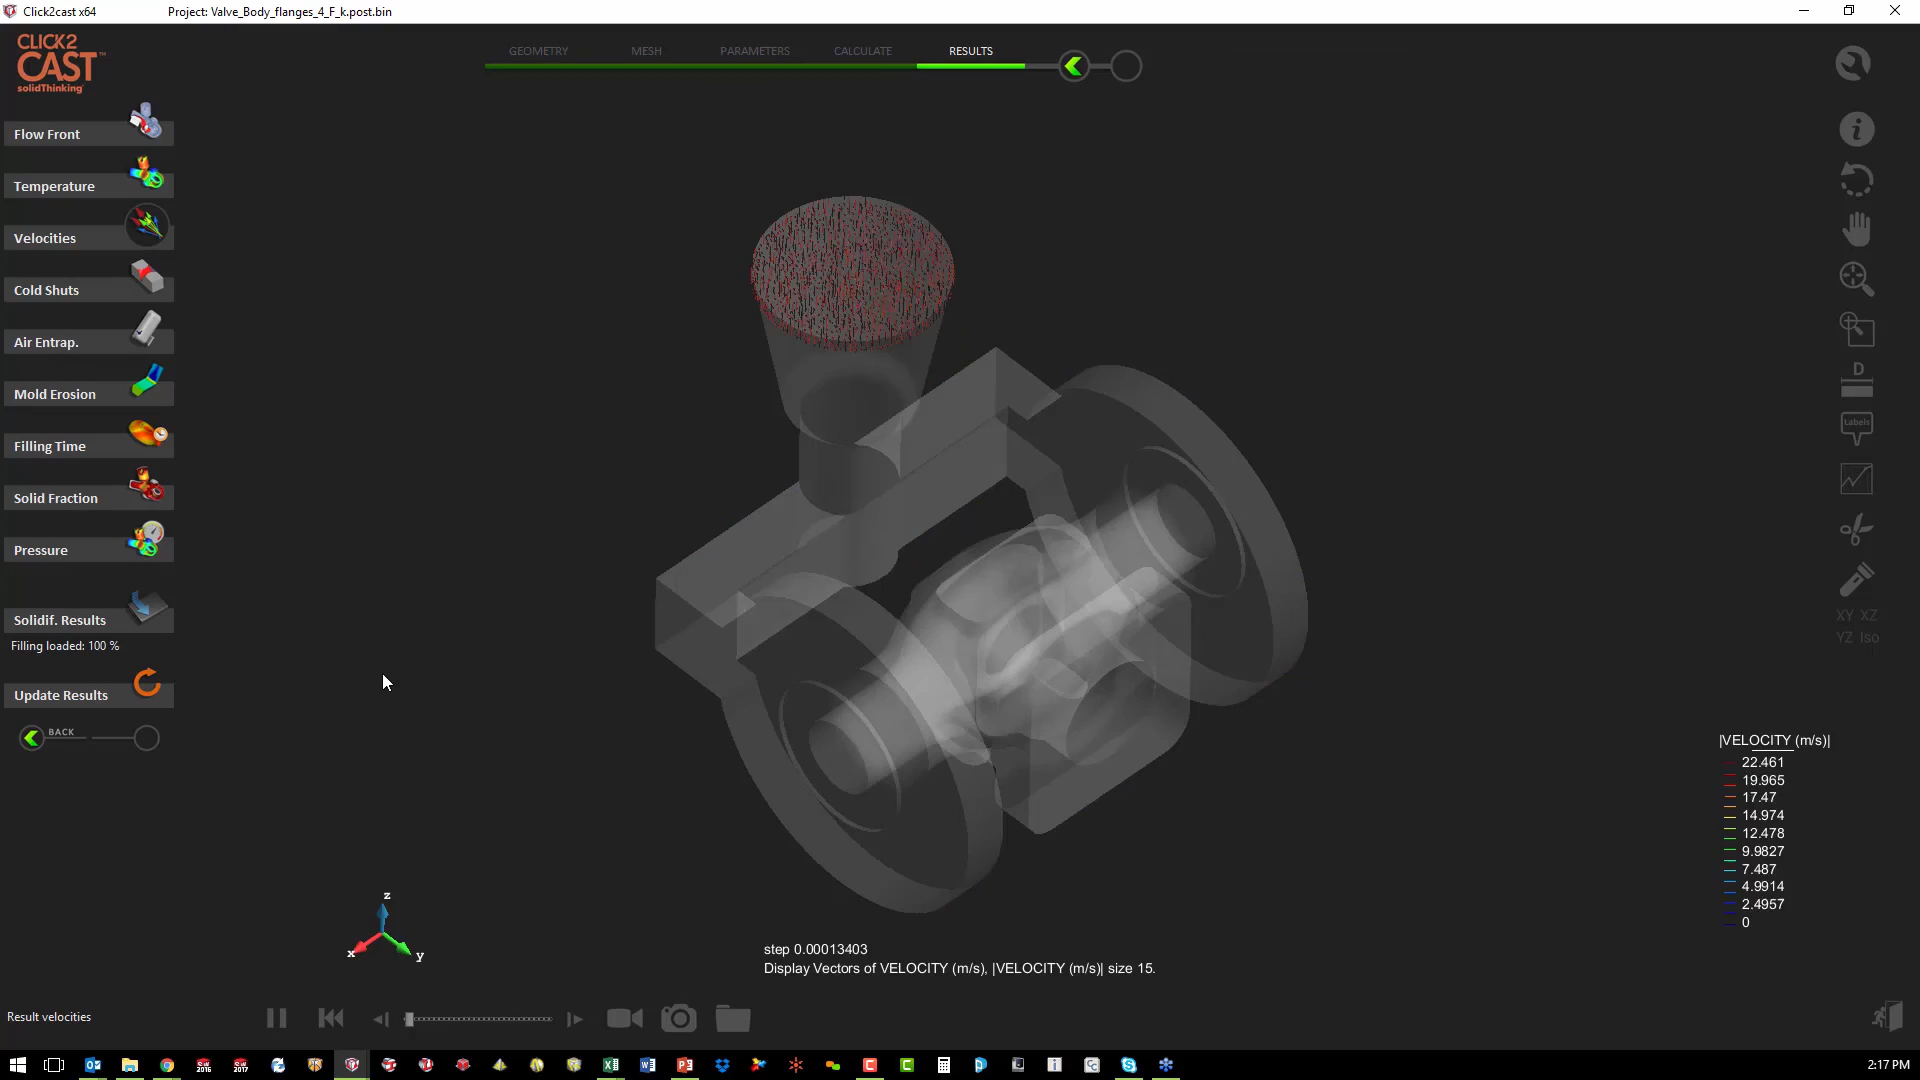 Click2cast x64
Project: Valve_Body_flanges_4_F_k.post.bin
CLICK2
CAST™
solidThinking
GEOMETRY
MESH
PARAMETERS
CALCULATE
RESULTS
Flow Front
Temperature
Velocities
Cold Shuts
Air Entrap.
Mold Erosion
Filling Time
Solid Fraction
Pressure
Solidif. Results
Filling loaded: 100 %
Update Results
BACK
D
Labels
XY XZ
YZ Iso
|VELOCITY (m/s)|
22.461
19.965
17.47
14.974
12.478
9.9827
7.487
4.9914
2.4957
0
z
x
y
step 0.00013403
Display Vectors of VELOCITY (m/s), |VELOCITY (m/s)| size 15.
Result velocities
2:17 PM